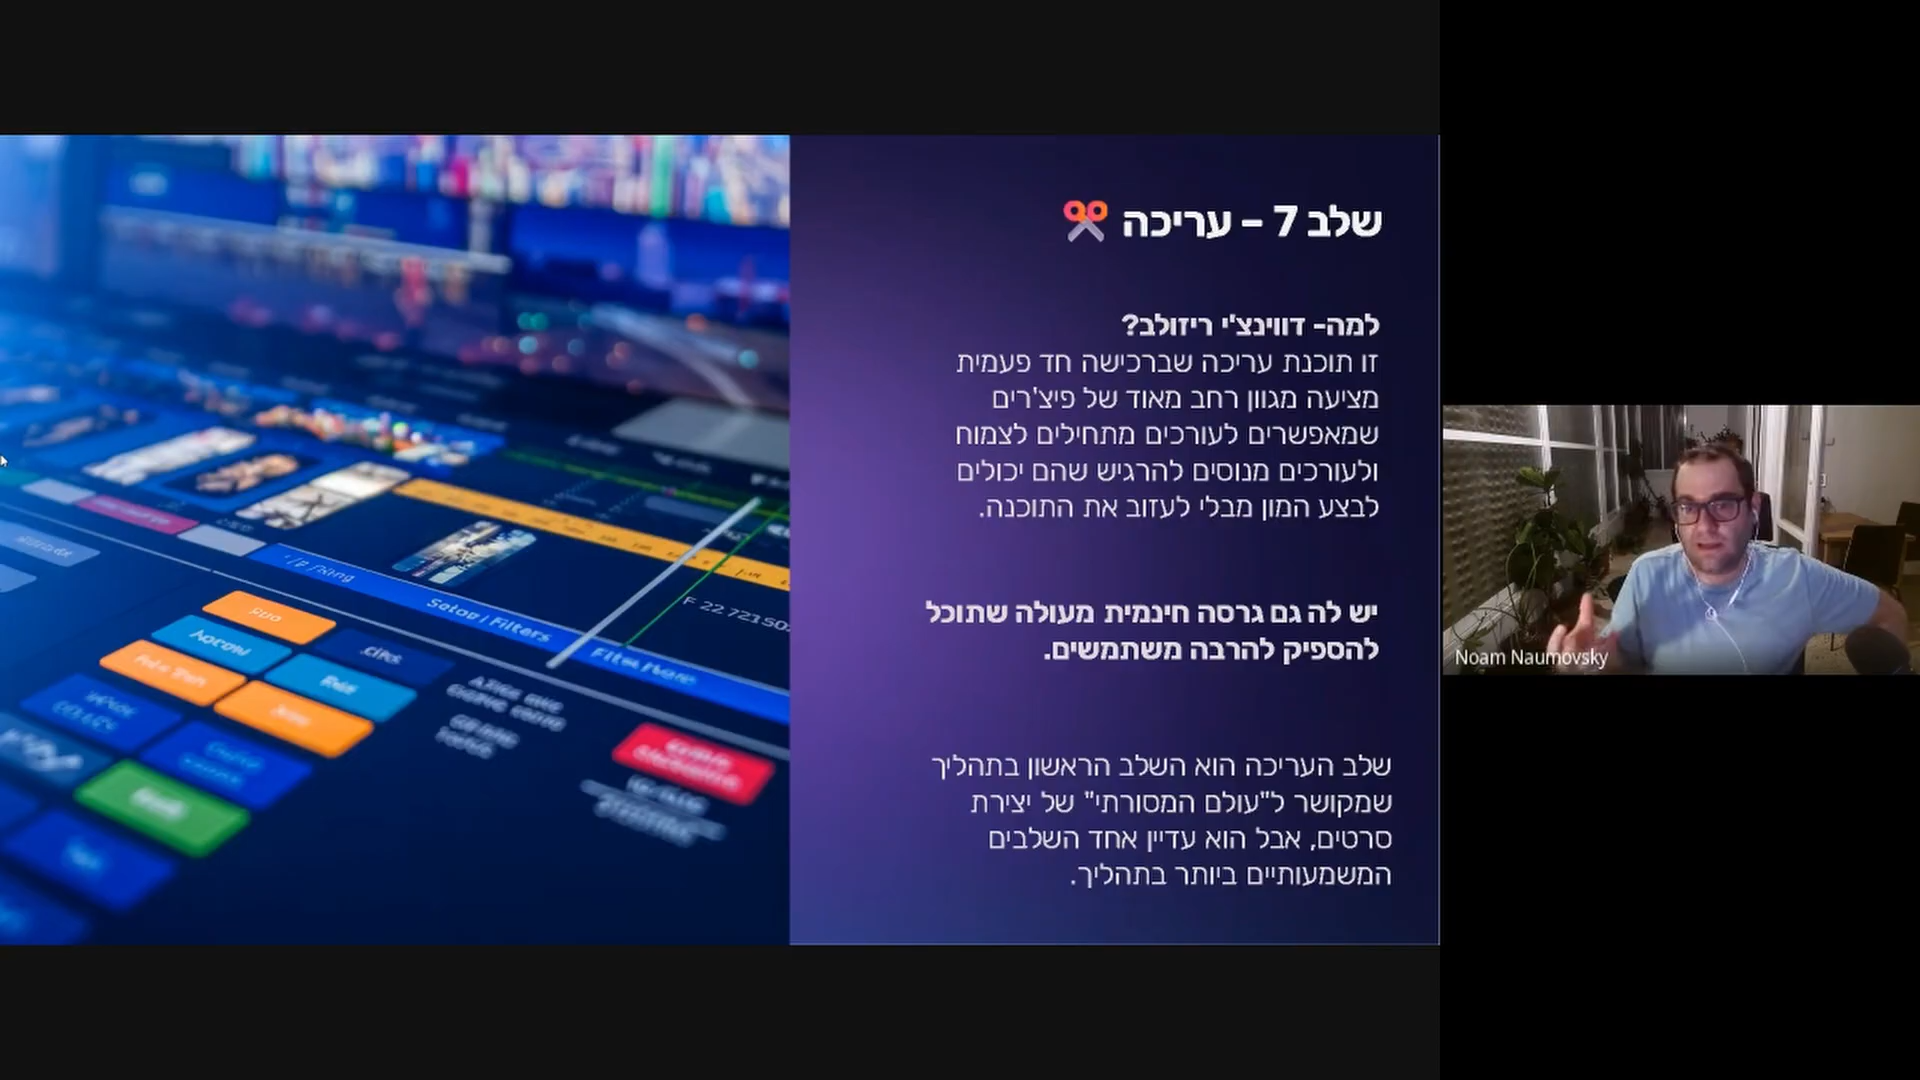 שלב 7 – עריכה
למה- דווינצ'י ריזולב?
זו תוכנת עריכה שברכישה חד פעמית
מציעה מגוון רחב מאוד של פיצ'רים
שמאפשרים לעורכים מתחילים לצמוח
ולעורכים מנוסים להרגיש שהם יכולים
לבצע המון מבלי לעזוב את התוכנה.
יש לה גם גרסה חינמית מעולה שתוכל
להספיק להרבה משתמשים.
שלב העריכה הוא השלב הראשון בתהליך
שמקושר ל"עולם המסורתי" של יצירת
סרטים, אבל הוא עדיין אחד השלבים
המשמעותיים ביותר בתהליך.
Noam Naumovsky